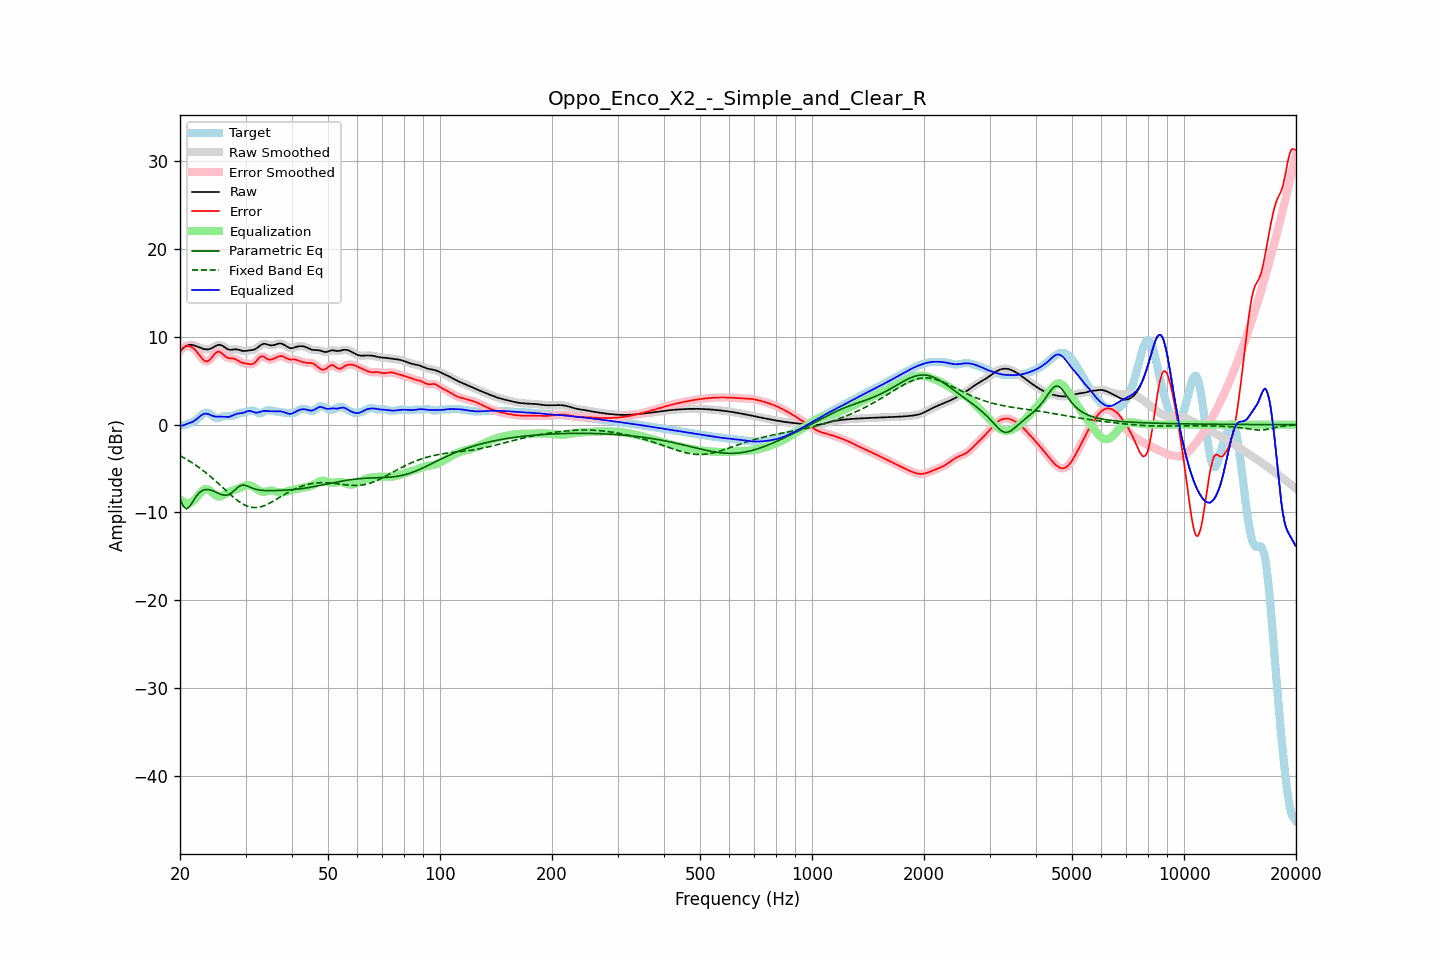 Oppo_Enco_X2_-_Simple_and_Clear_R
Target
Raw Smoothed
Error Smoothed
Raw
Error
Equalization
Parametric Eq
Fixed Band Eq
Equalized
Amplitude (dBr)
30
20
10
0
−10
−20
−30
−40
20
50
100
200
500
1000
2000
5000
10000
20000
Frequency (Hz)